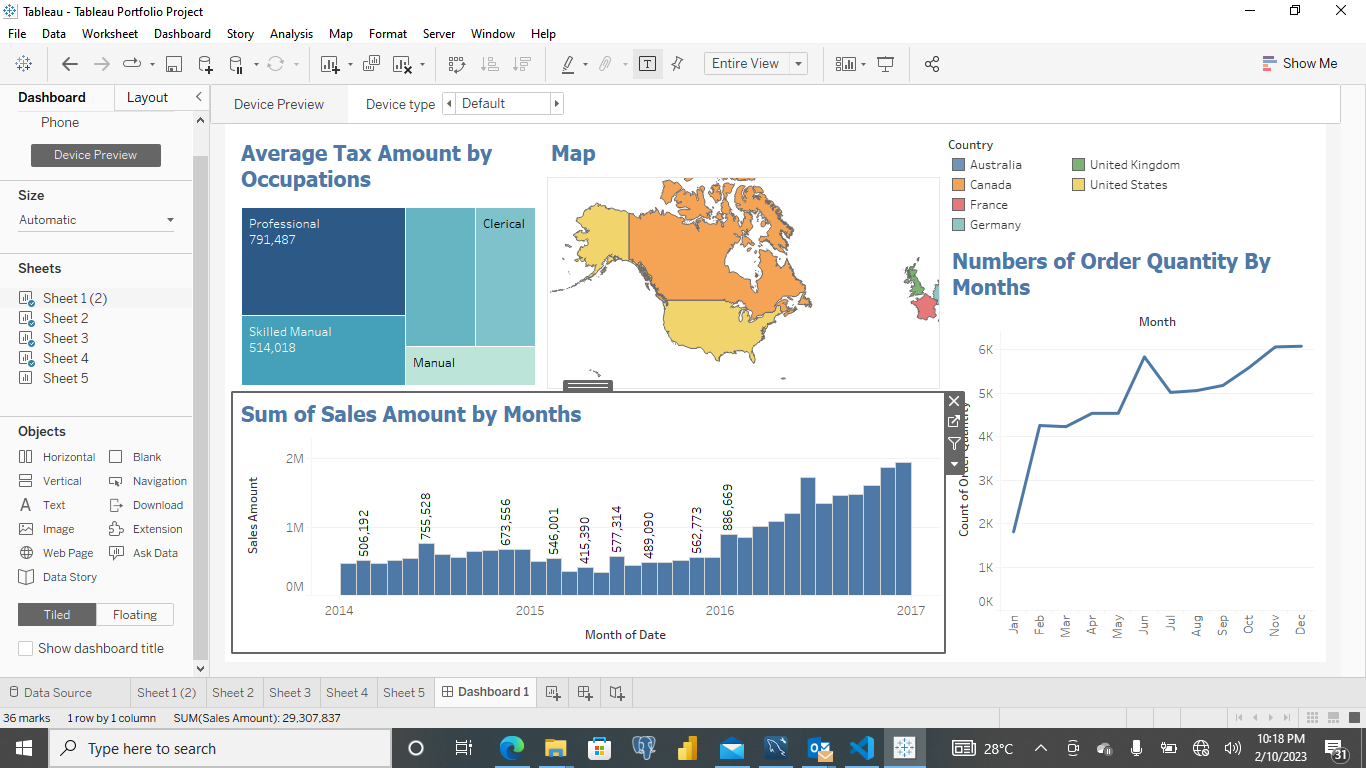 Tableau - Tableau Portfolio Project
File Data Worksheet Dashboard Story Analysis Map Format Server Window Help
Entire View
Show Me
Dashboard Layout
Phone
Device Preview
Size
Automatic
Sheets
Sheet 1 (2)
Sheet 2
Sheet 3
Sheet 4
Sheet 5
Objects
Horizontal Blank
Vertical Navigation
Text Download
Image Extension
Web Page Ask Data
Data Story
Tiled Floating
Show dashboard title
Device Preview Device type Default
Average Tax Amount by
Occupations
Professional
791,487
Clerical
Skilled Manual
514,018
Manual
Map
Country
Australia United Kingdom
Canada United States
France
Germany
Numbers of Order Quantity By
Months
Month
Count of Order Quantity
6K
5K
4K
3K
2K
1K
0K
Jan Feb Mar Apr May Jun Jul Aug Sep Oct Nov Dec
Sum of Sales Amount by Months
Sales Amount
2M
1M
0M
506,192 755,528 673,556 546,001 415,390 577,314 489,090 562,773 886,669
2014 2015 2016 2017
Month of Date
Data Source Sheet 1 (2) Sheet 2 Sheet 3 Sheet 4 Sheet 5 Dashboard 1
36 marks 1 row by 1 column SUM(Sales Amount): 29,307,837
Type here to search
28°C
10:18 PM
2/10/2023
31